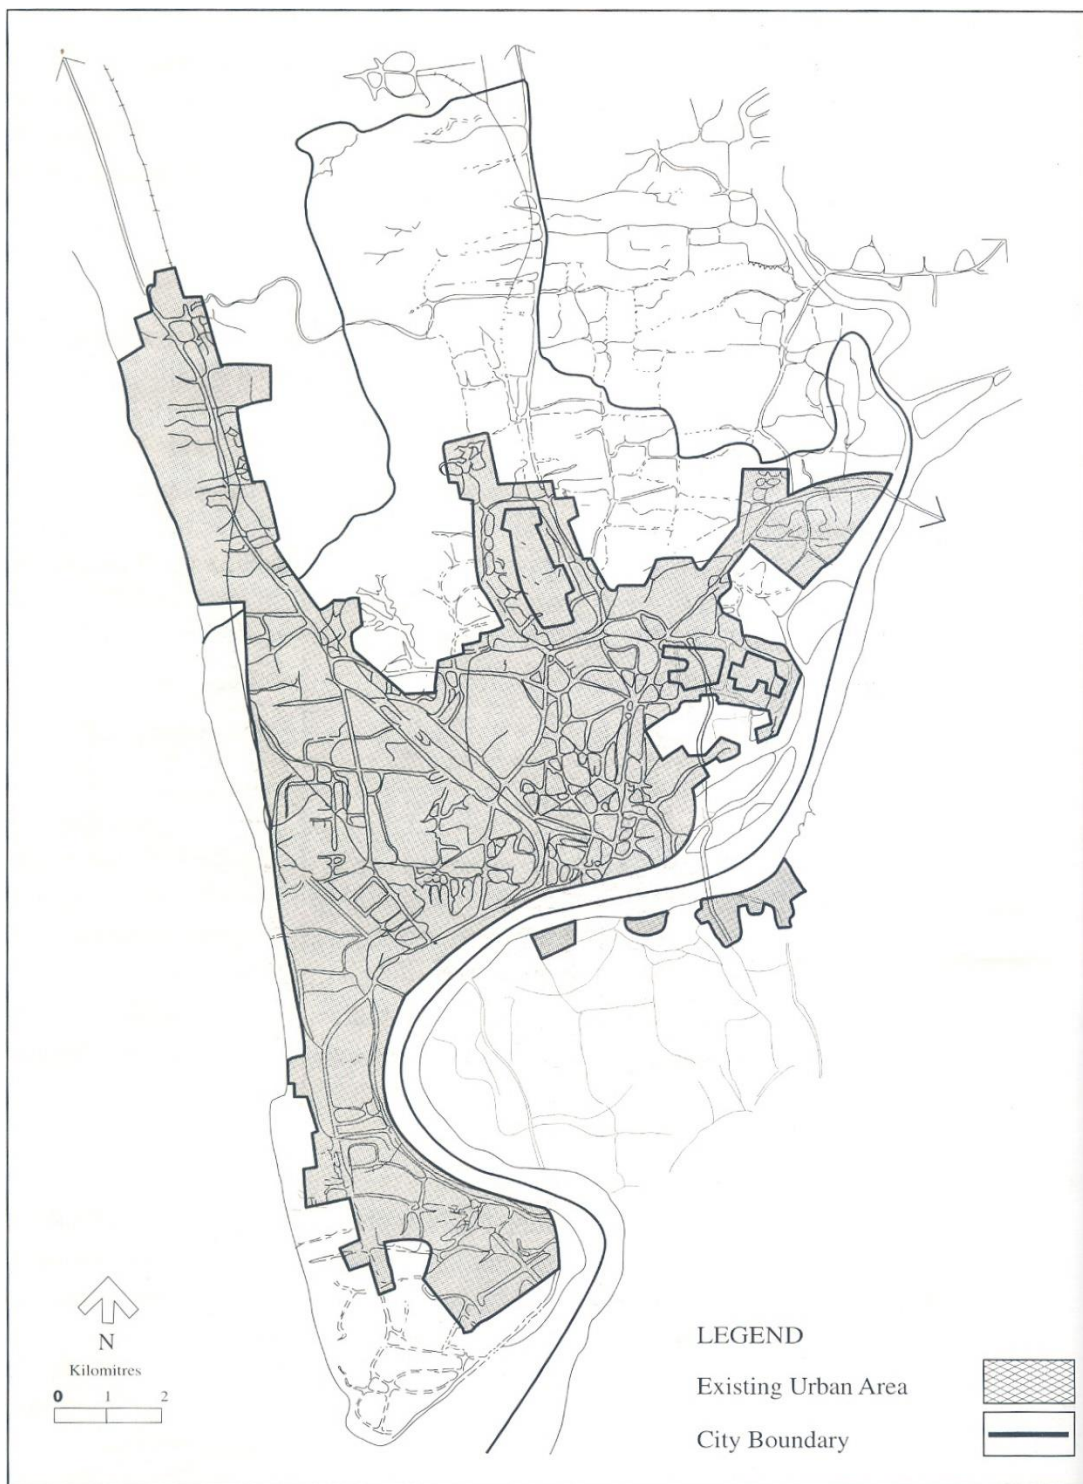 N
Kilomitres
0 1 2
LEGEND
Existing Urban Area
City Boundary